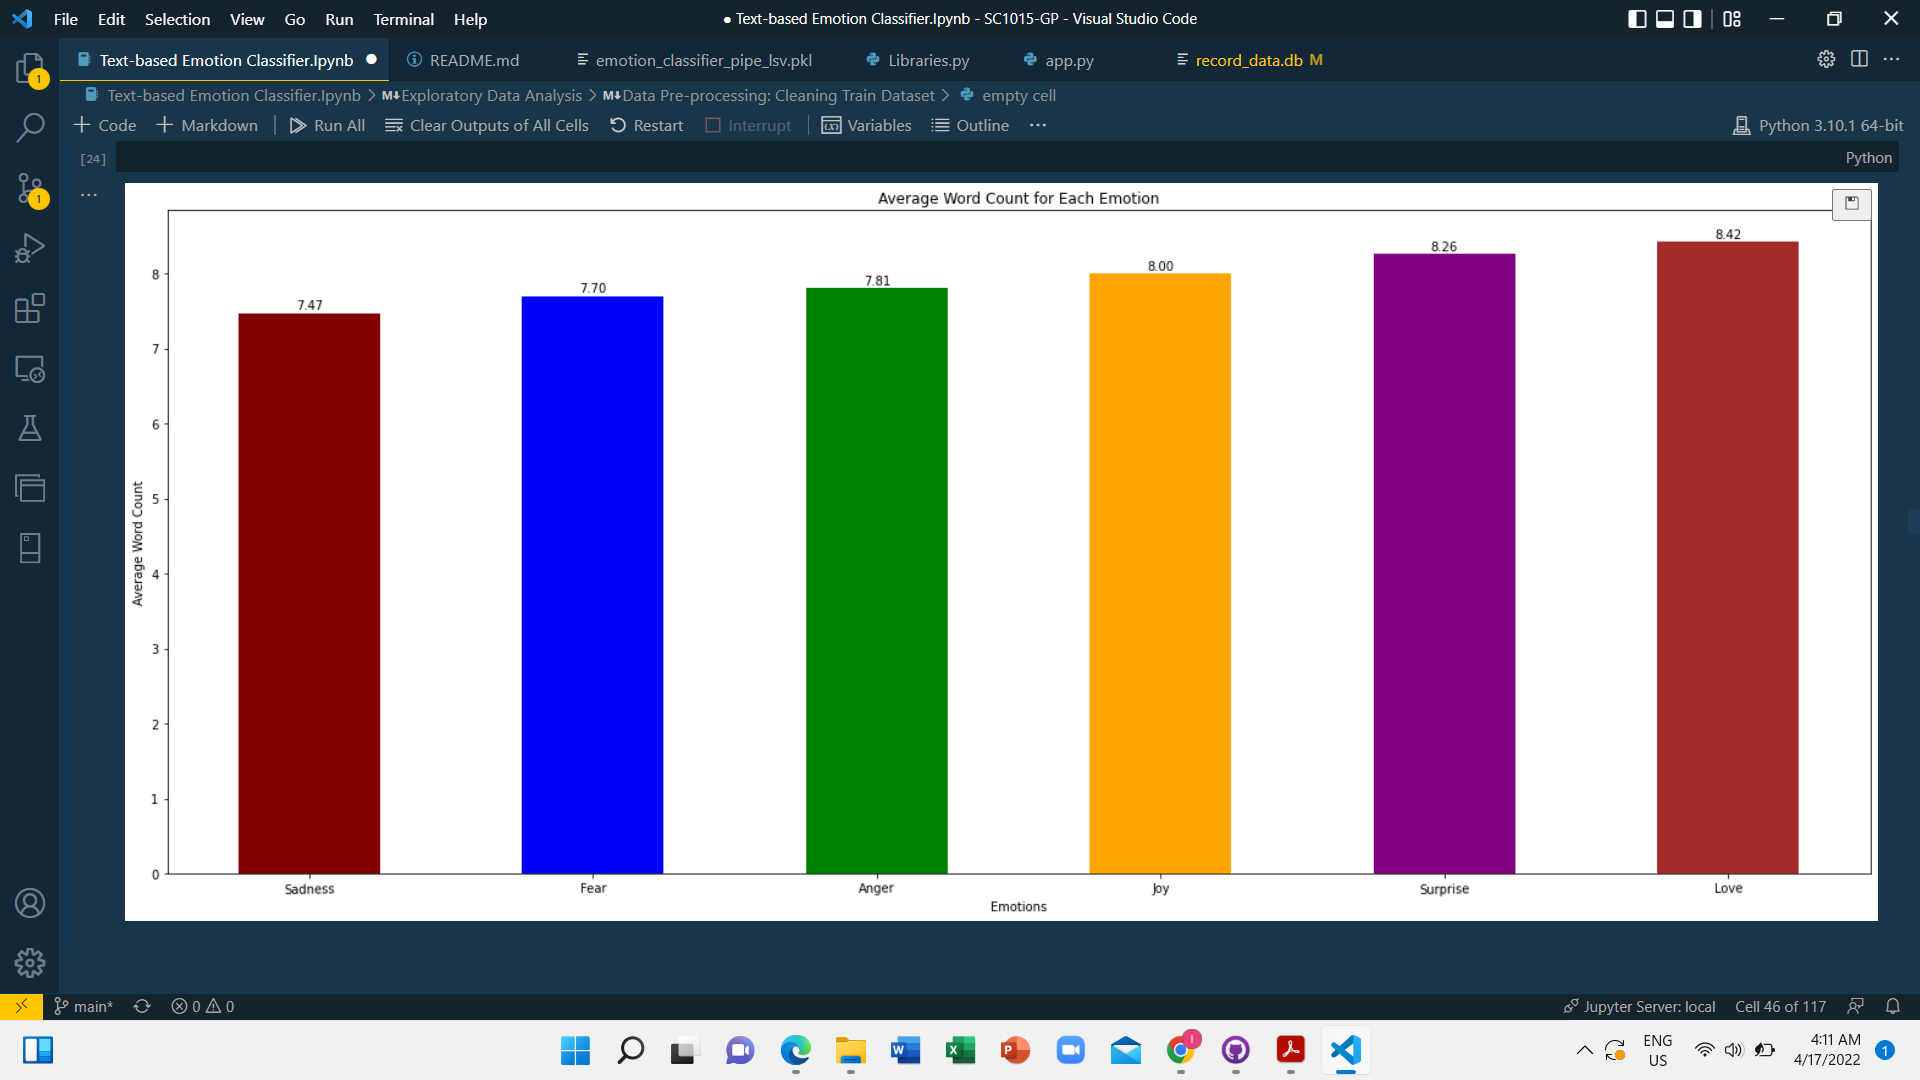 File Edit Selection View Go Run Terminal Help
● Text-based Emotion Classifier.Ipynb - SC1015-GP - Visual Studio Code
Text-based Emotion Classifier.Ipynb ● README.md emotion_classifier_pipe_lsv.pkl Libraries.py app.py record_data.db M
Text-based Emotion Classifier.Ipynb > M↓Exploratory Data Analysis > M↓Data Pre-processing: Cleaning Train Dataset > empty cell
+ Code + Markdown | Run All Clear Outputs of All Cells Restart Interrupt | Variables Outline ··· Python 3.10.1 64-bit
[24] Python
···
Average Word Count for Each Emotion
7.47 7.70 7.81 8.00 8.26 8.42
8
7
6
5
4
3
2
1
0
Average Word Count
Sadness Fear Anger Joy Surprise Love
Emotions
1
1
main* 0 0 Jupyter Server: local Cell 46 of 117
ENG
US
4:11 AM
4/17/2022
1